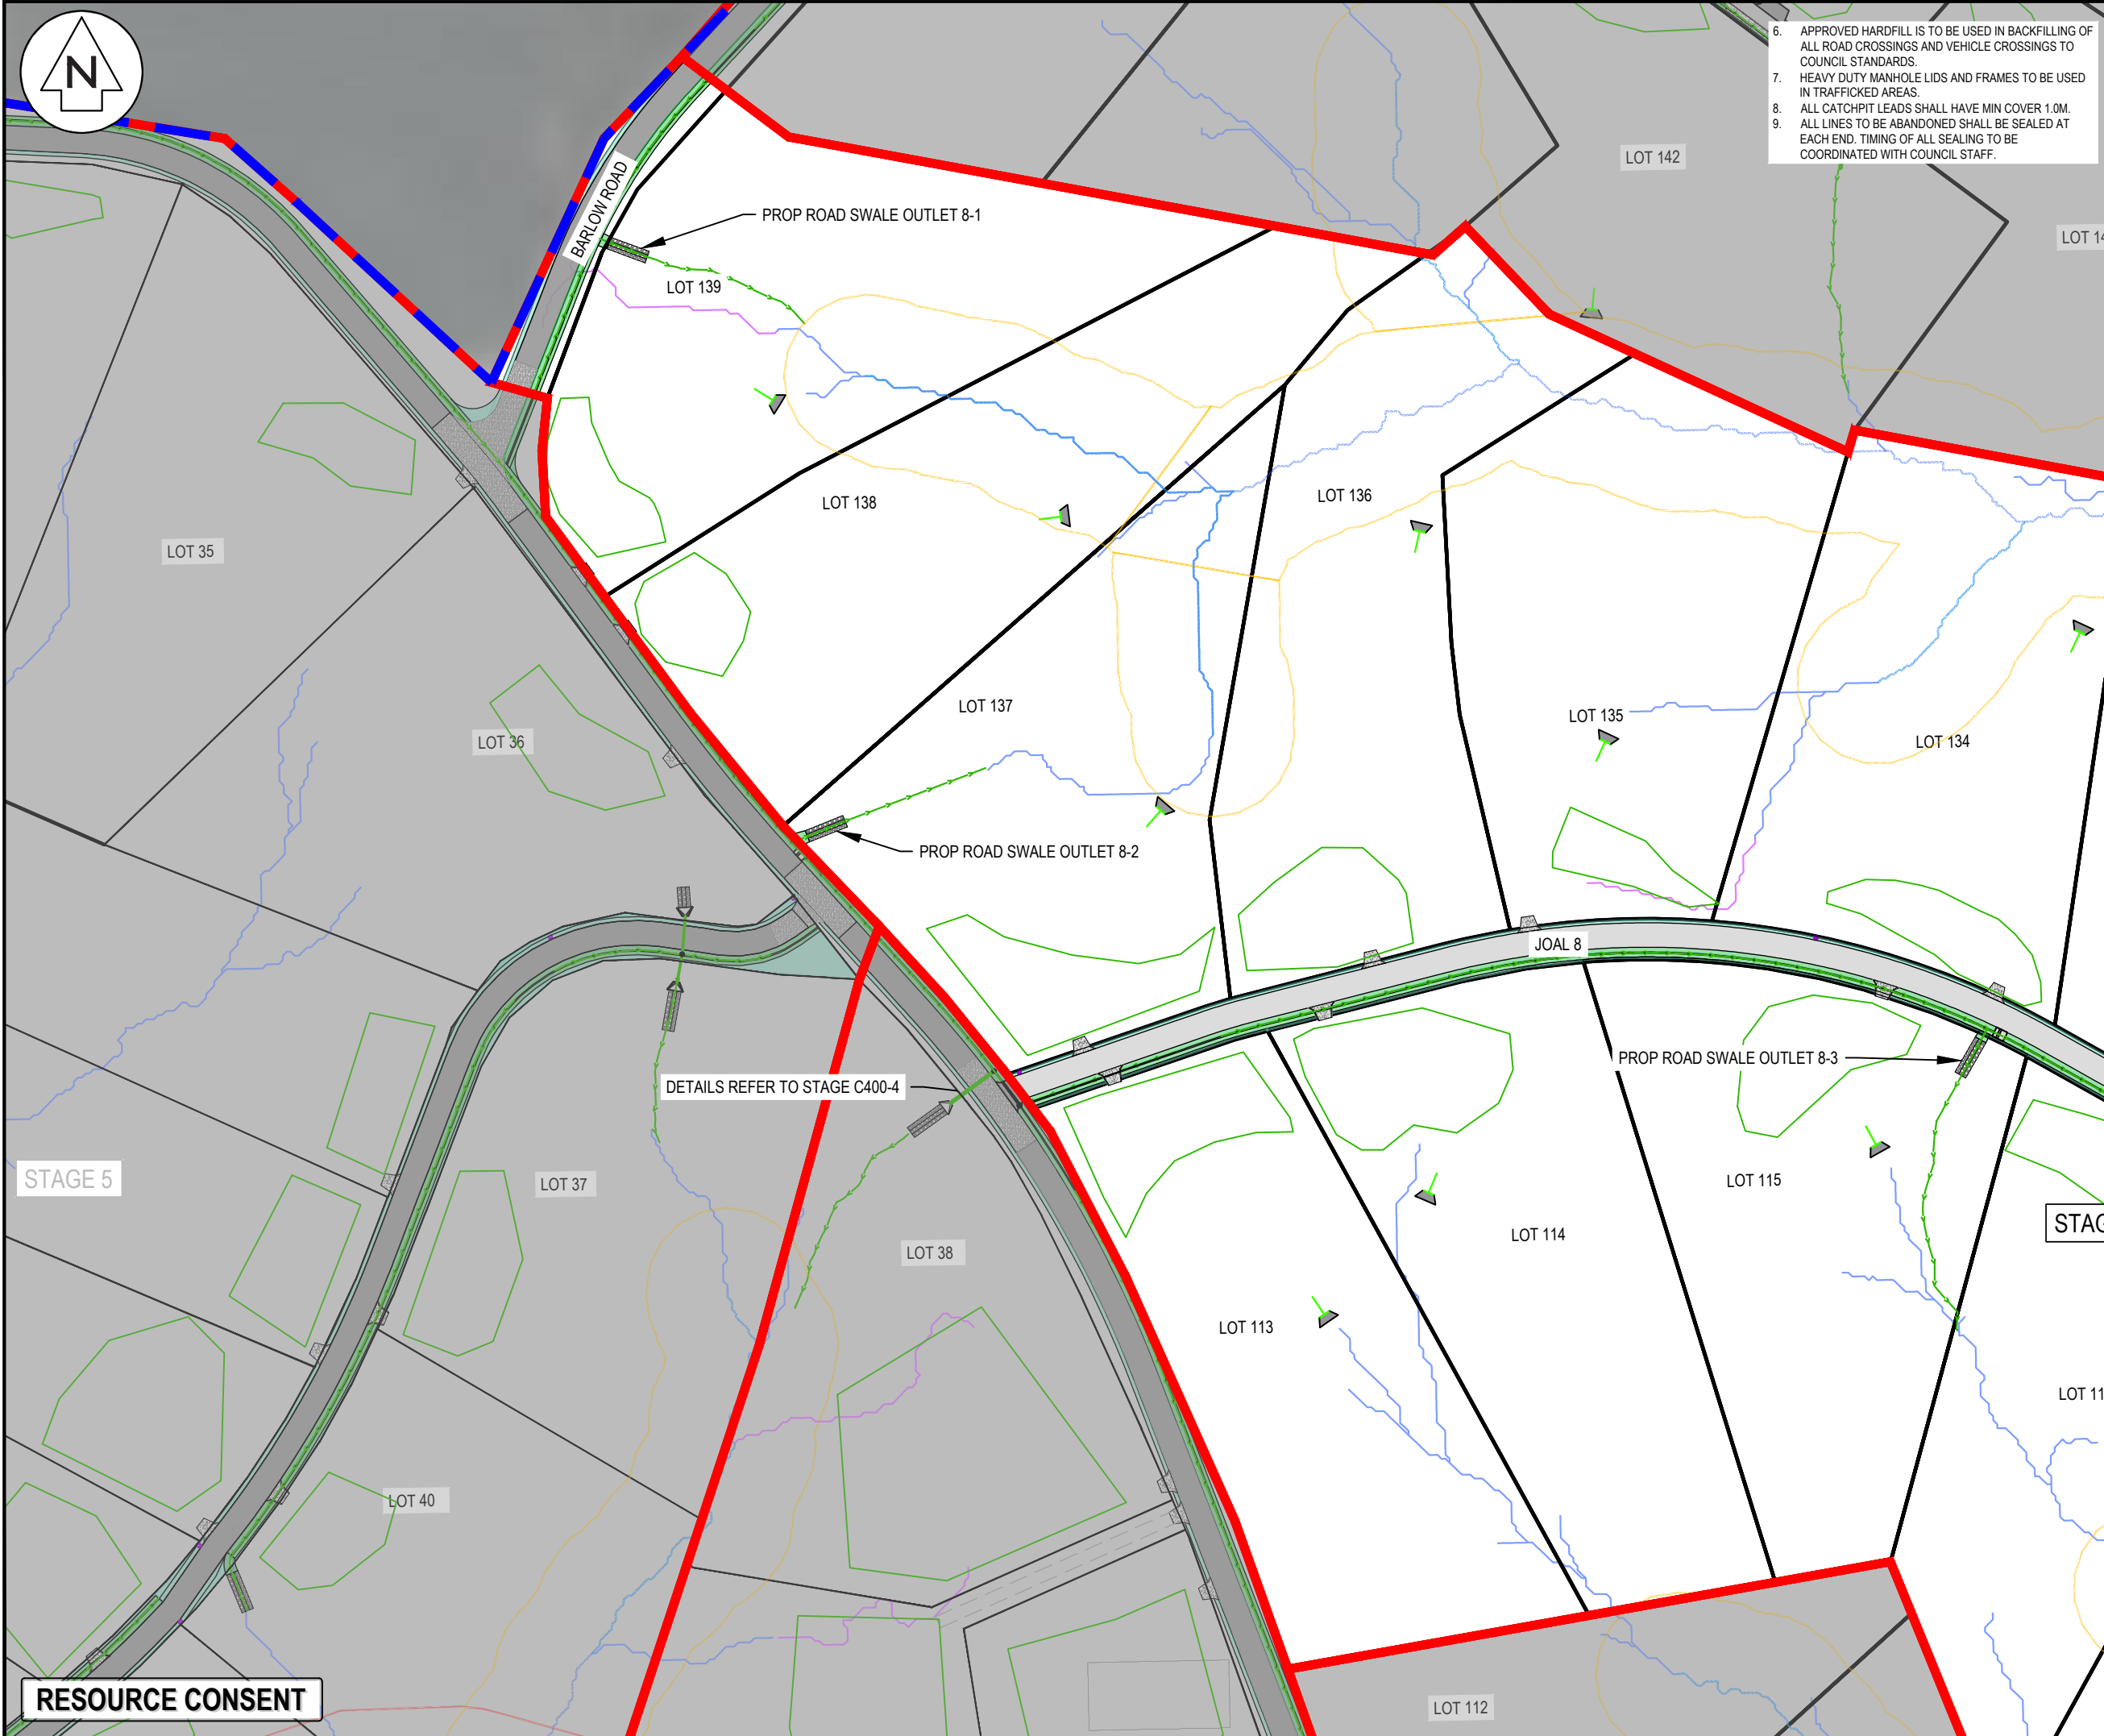 N
6. APPROVED HARDFILL IS TO BE USED IN BACKFILLING OF
ALL ROAD CROSSINGS AND VEHICLE CROSSINGS TO
COUNCIL STANDARDS.
7. HEAVY DUTY MANHOLE LIDS AND FRAMES TO BE USED
IN TRAFFICKED AREAS.
8. ALL CATCHPIT LEADS SHALL HAVE MIN COVER 1.0M.
9. ALL LINES TO BE ABANDONED SHALL BE SEALED AT
EACH END. TIMING OF ALL SEALING TO BE
COORDINATED WITH COUNCIL STAFF.
LOT 142
BARLOW ROAD
PROP ROAD SWALE OUTLET 8-1
LOT 14
LOT 139
LOT 138
LOT 136
LOT 35
LOT 137
LOT 135
LOT 36
LOT 134
PROP ROAD SWALE OUTLET 8-2
JOAL 8
PROP ROAD SWALE OUTLET 8-3
DETAILS REFER TO STAGE C400-4
STAGE 5
LOT 37
LOT 115
STAG
LOT 114
LOT 38
LOT 113
LOT 11
LOT 40
RESOURCE CONSENT
LOT 112